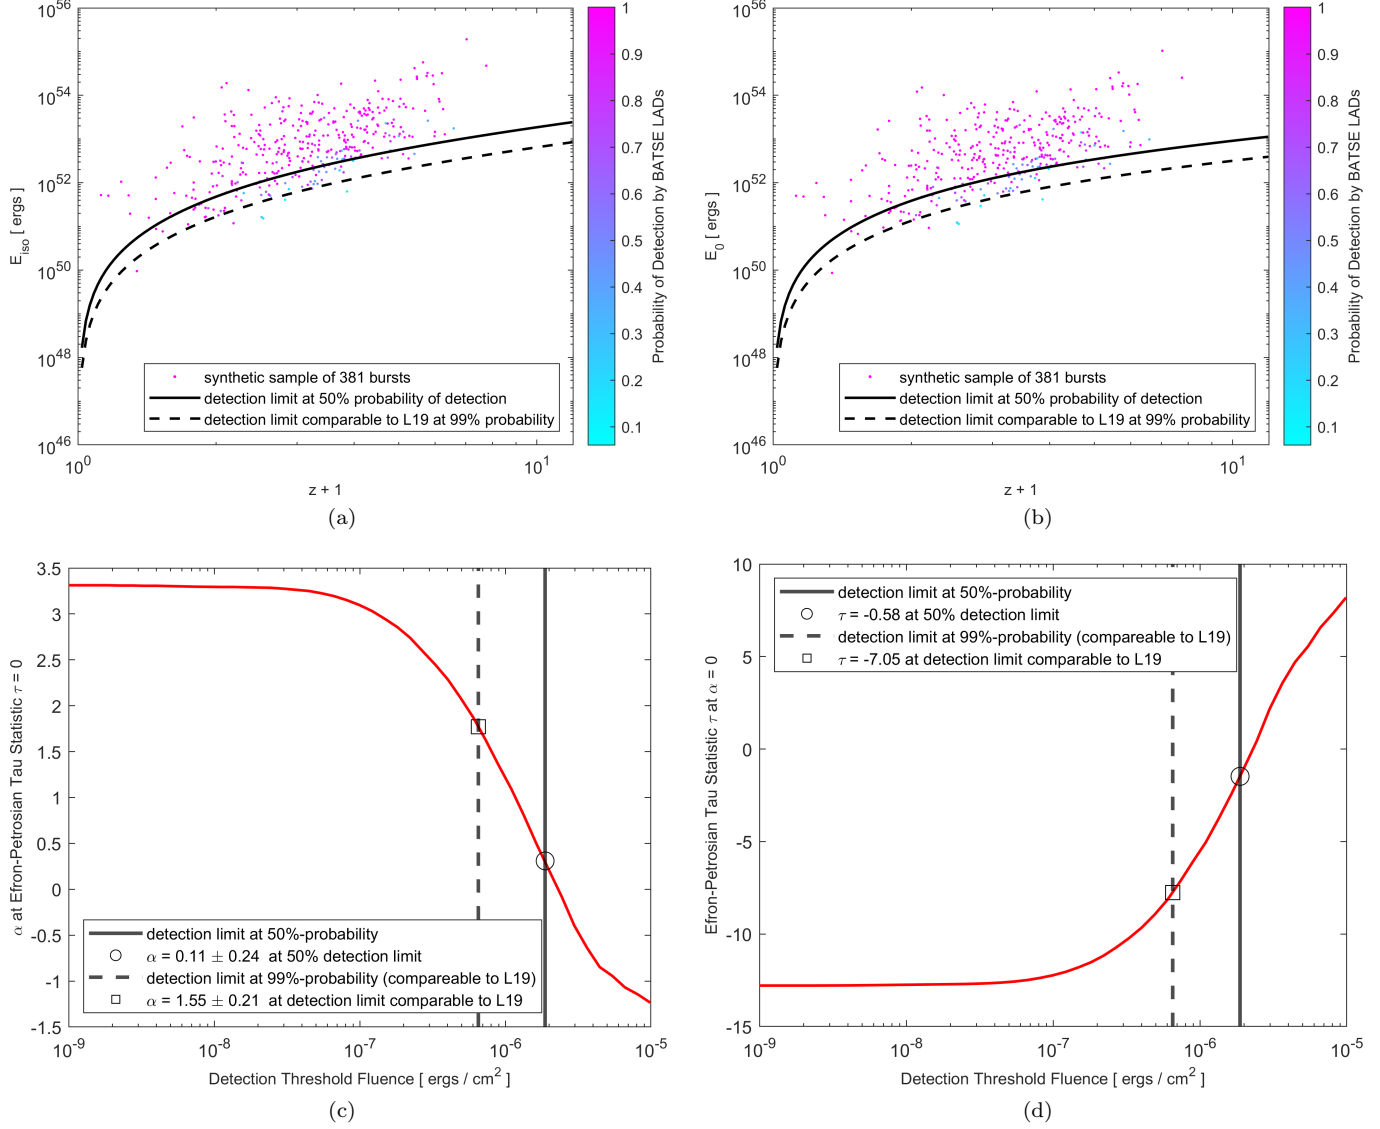 10^56
10^54
10^52
10^50
10^48
10^46
E_iso [ ergs ]
10^0
10^1
z + 1
synthetic sample of 381 bursts
detection limit at 50% probability of detection
detection limit comparable to L19 at 99% probability
1
0.9
0.8
0.7
0.6
0.5
0.4
0.3
0.2
0.1
Probability of Detection by BATSE LADs
(a)
10^56
10^54
10^52
10^50
10^48
10^46
E_0 [ ergs ]
10^0
10^1
z + 1
synthetic sample of 381 bursts
detection limit at 50% probability of detection
detection limit comparable to L19 at 99% probability
1
0.9
0.8
0.7
0.6
0.5
0.4
0.3
0.2
0.1
Probability of Detection by BATSE LADs
(b)
3.5
3
2.5
2
1.5
1
0.5
0
-0.5
-1
-1.5
α at Efron-Petrosian Tau Statistic τ = 0
detection limit at 50%-probability
α = 0.11 ± 0.24 at 50% detection limit
detection limit at 99%-probability (compareable to L19)
α = 1.55 ± 0.21 at detection limit comparable to L19
10^-9
10^-8
10^-7
10^-6
10^-5
Detection Threshold Fluence [ ergs / cm^2 ]
(c)
10
5
0
-5
-10
-15
Efron-Petrosian Tau Statistic τ at α = 0
detection limit at 50%-probability
τ = -0.58 at 50% detection limit
detection limit at 99%-probability (compareable to L19)
τ = -7.05 at detection limit comparable to L19
10^-9
10^-8
10^-7
10^-6
10^-5
Detection Threshold Fluence [ ergs / cm^2 ]
(d)